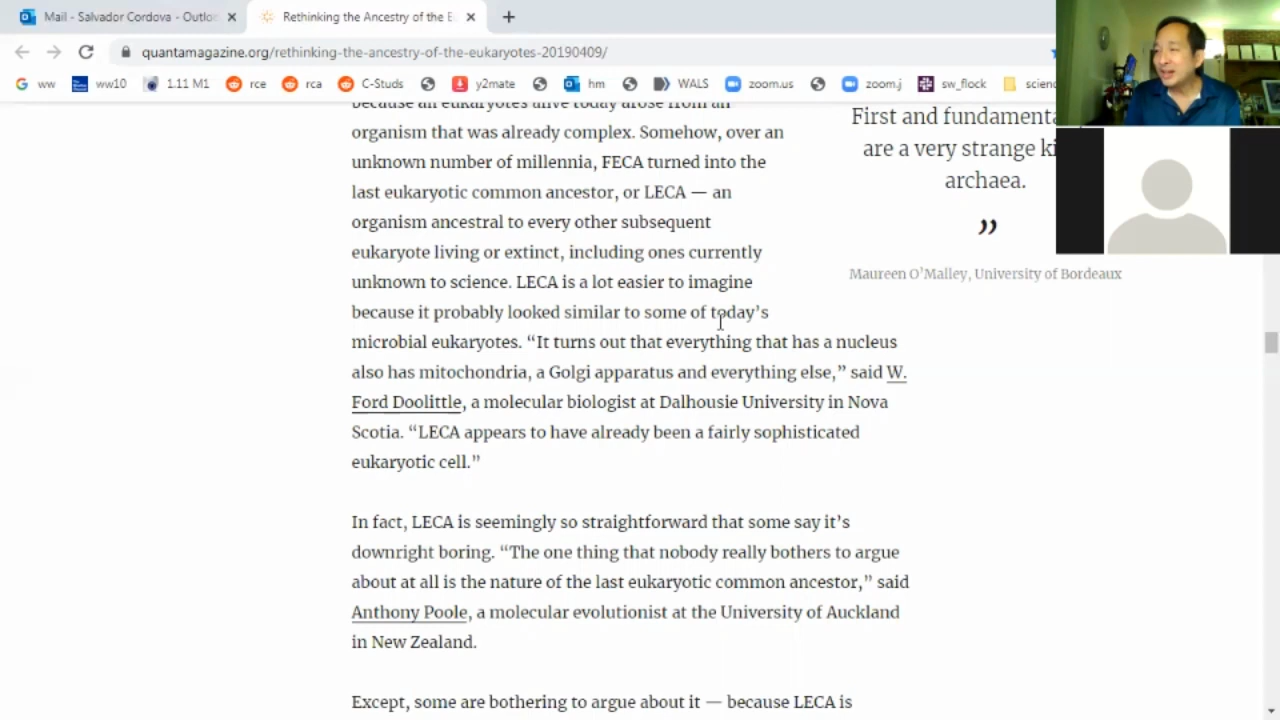 Mail - Salvador Cordova - Outlo
Rethinking the Ancestry of the E
quantamagazine.org/rethinking-the-ancestry-of-the-eukaryotes-20190409/
ww
ww10
1.11 M1
rce
rca
C-Studs
y2mate
hm
WALS
zoom.us
zoom.j
sw_flock
scienc
because all eukaryotes alive today arose from an
organism that was already complex. Somehow, over an
unknown number of millennia, FECA turned into the
last eukaryotic common ancestor, or LECA — an
organism ancestral to every other subsequent
eukaryote living or extinct, including ones currently
unknown to science. LECA is a lot easier to imagine
because it probably looked similar to some of today’s
microbial eukaryotes. “It turns out that everything that has a nucleus
also has mitochondria, a Golgi apparatus and everything else,” said W.
Ford Doolittle, a molecular biologist at Dalhousie University in Nova
Scotia. “LECA appears to have already been a fairly sophisticated
eukaryotic cell.”
In fact, LECA is seemingly so straightforward that some say it’s
downright boring. “The one thing that nobody really bothers to argue
about at all is the nature of the last eukaryotic common ancestor,” said
Anthony Poole, a molecular evolutionist at the University of Auckland
in New Zealand.
Except, some are bothering to argue about it — because LECA is
First and fundamenta
are a very strange ki
archaea.
”
Maureen O’Malley, University of Bordeaux